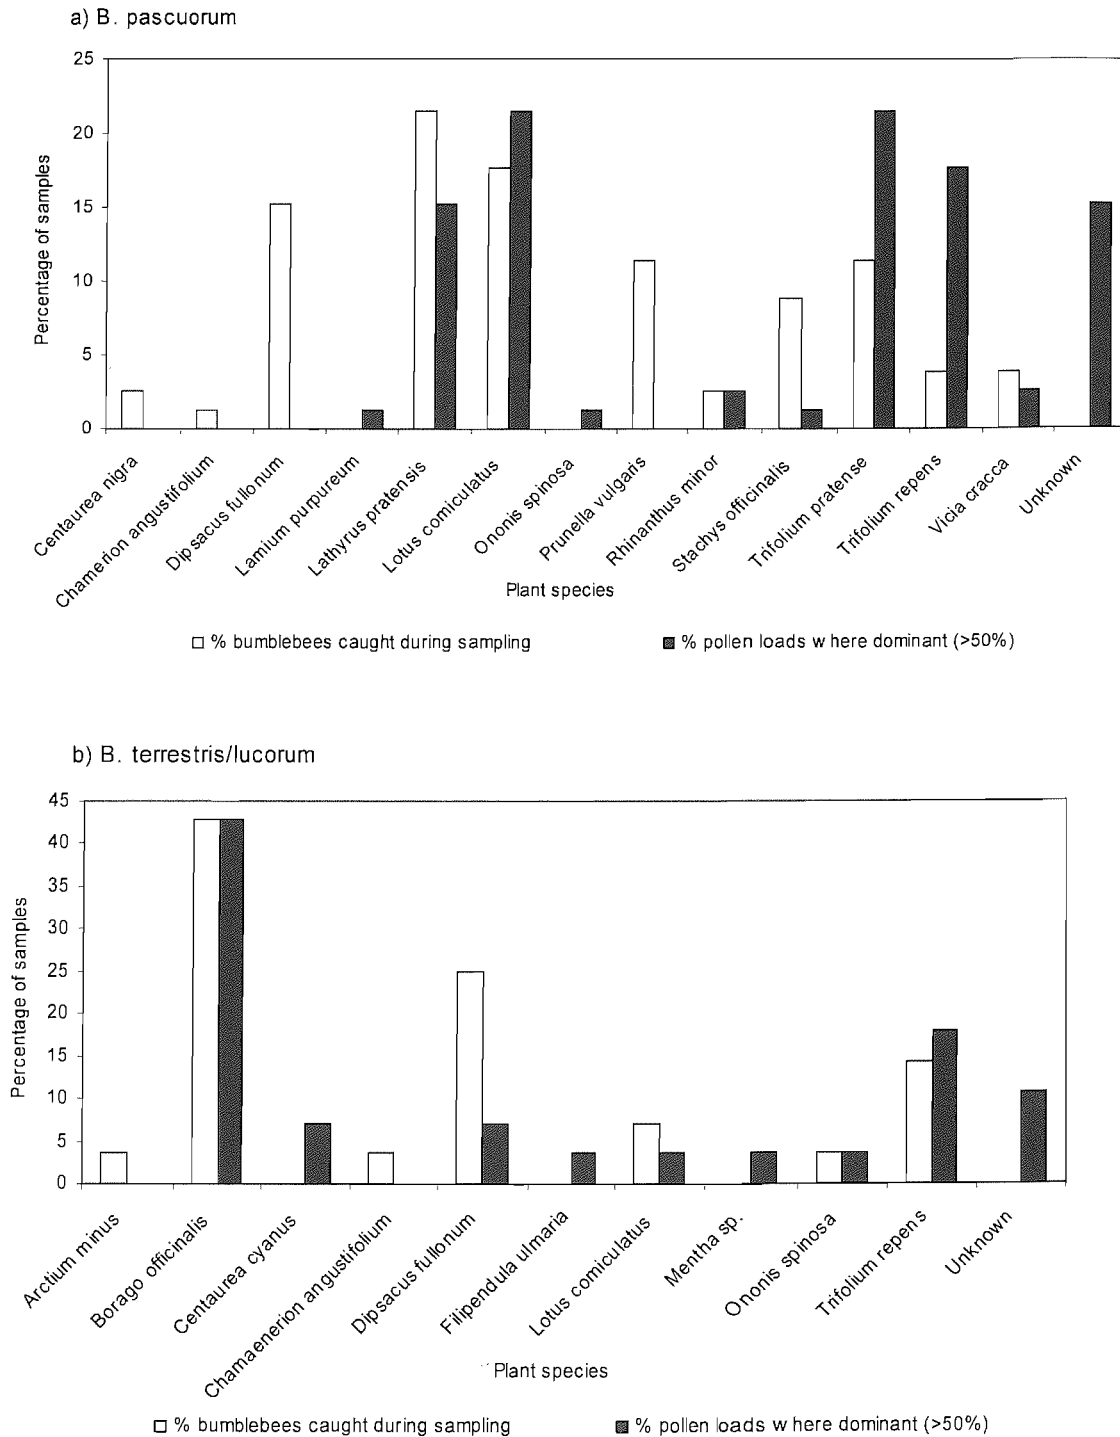 a) B. pascuorum
25
20
15
10
5
0
Percentage of samples
Centaurea nigra
Chamerion angustifolium
Dipsacus fullonum
Lamium purpureum
Lathyrus pratensis
Lotus corniculatus
Ononis spinosa
Prunella vulgaris
Rhinanthus minor
Stachys officinalis
Trifolium pratense
Trifolium repens
Vicia cracca
Unknown
Plant species
% bumblebees caught during sampling
% pollen loads w here dominant (>50%)
b) B. terrestris/lucorum
45
40
35
30
25
20
15
10
5
0
Percentage of samples
Arctium minus
Borago officinalis
Centaurea cyanus
Chamaenerion angustifolium
Dipsacus fullonum
Filipendula ulmaria
Lotus corniculatus
Mentha sp.
Ononis spinosa
Trifolium repens
Unknown
Plant species
% bumblebees caught during sampling
% pollen loads w here dominant (>50%)